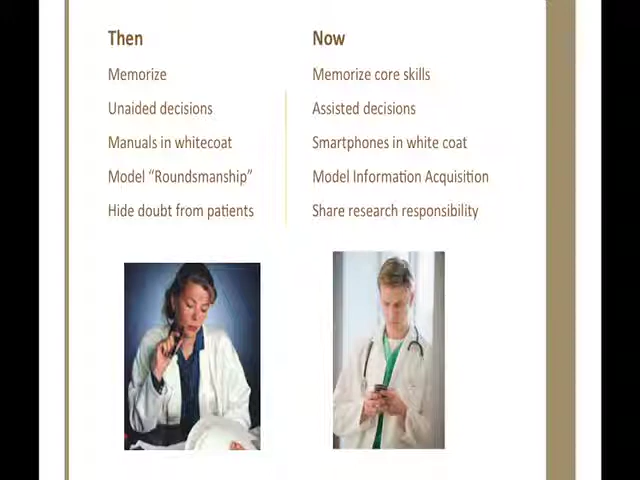 Then
Memorize
Unaided decisions
Manuals in whitecoat
Model “Roundsmanship”
Hide doubt from patients
Now
Memorize core skills
Assisted decisions
Smartphones in white coat
Model Information Acquisition
Share research responsibility